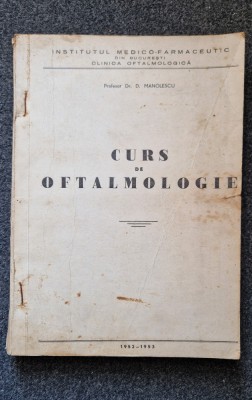 INSTITUTUL MEDICO-FARMACEUTIC
DIN BUCUREȘTI
CLINICA OFTALMOLOGICĂ
Profesor Dr. D. MANOLESCU
CURS
DE
OFTALMOLOGIE
1952-1953